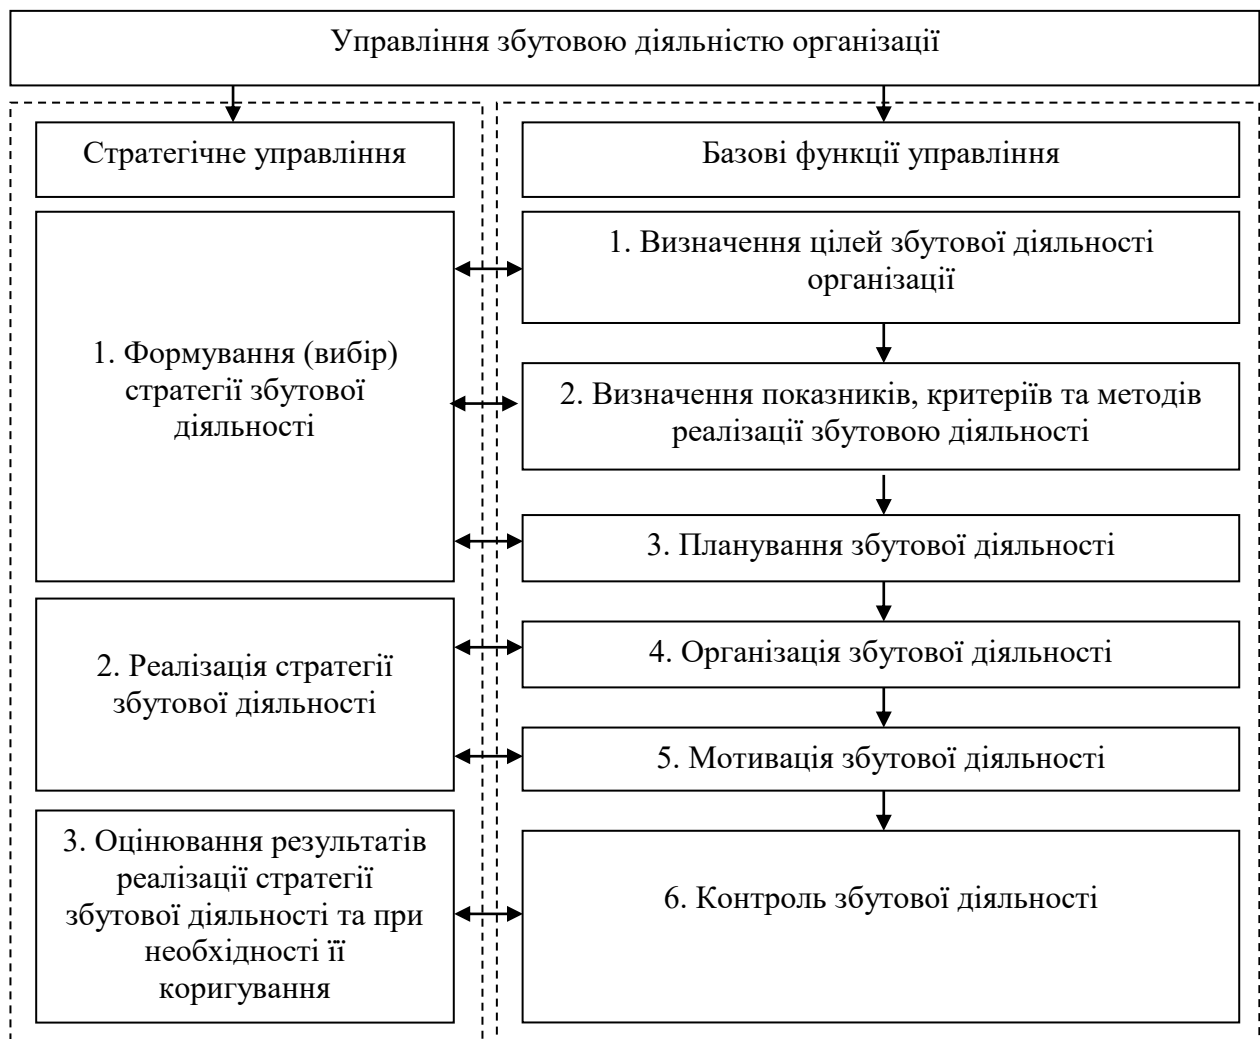 Управління збутовою діяльністю організації
Стратегічне управління
Базові функції управління
1. Формування (вибір)
стратегії збутової
діяльності
1. Визначення цілей збутової діяльності
організації
2. Визначення показників, критеріїв та методів
реалізації збутовою діяльності
3. Планування збутової діяльності
2. Реалізація стратегії
збутової діяльності
4. Організація збутової діяльності
5. Мотивація збутової діяльності
3. Оцінювання результатів
реалізації стратегії
збутової діяльності та при
необхідності її
коригування
6. Контроль збутової діяльності